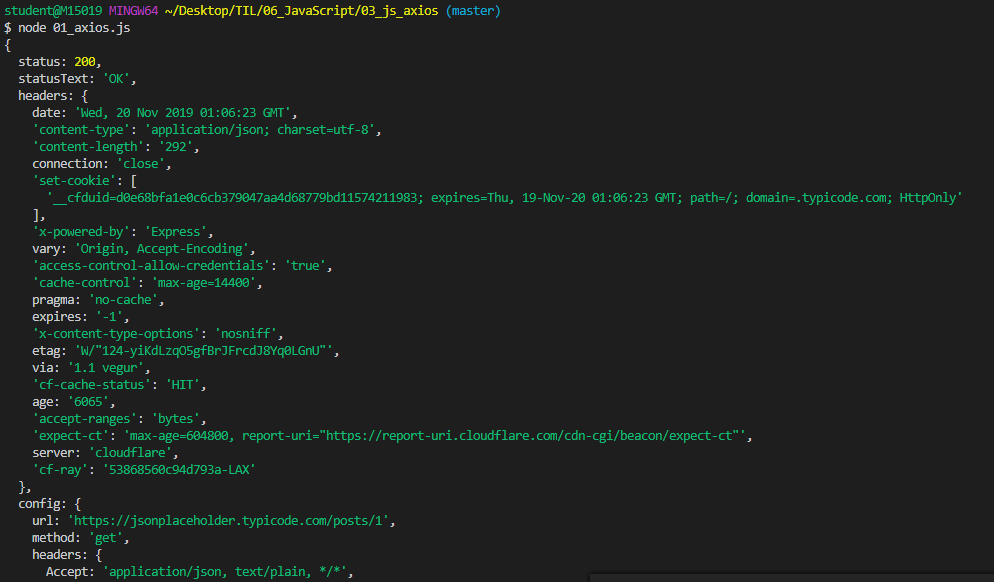 student@M15019 MINGW64 ~/Desktop/TIL/06_JavaScript/03_js_axios (master)
$ node 01_axios.js
{
  status: 200,
  statusText: 'OK',
  headers: {
    date: 'Wed, 20 Nov 2019 01:06:23 GMT',
    'content-type': 'application/json; charset=utf-8',
    'content-length': '292',
    connection: 'close',
    'set-cookie': [
      '__cfduid=d0e68bfa1e0c6cb379047aa4d68779bd11574211983; expires=Thu, 19-Nov-20 01:06:23 GMT; path=/; domain=.typicode.com; HttpOnly'
    ],
    'x-powered-by': 'Express',
    vary: 'Origin, Accept-Encoding',
    'access-control-allow-credentials': 'true',
    'cache-control': 'max-age=14400',
    pragma: 'no-cache',
    expires: '-1',
    'x-content-type-options': 'nosniff',
    etag: 'W/"124-yiKdLzqO5gfBrJFrcdJ8Yq0LGnU"',
    via: '1.1 vegur',
    'cf-cache-status': 'HIT',
    age: '6065',
    'accept-ranges': 'bytes',
    'expect-ct': 'max-age=604800, report-uri="https://report-uri.cloudflare.com/cdn-cgi/beacon/expect-ct"',
    server: 'cloudflare',
    'cf-ray': '53868560c94d793a-LAX'
  },
  config: {
    url: 'https://jsonplaceholder.typicode.com/posts/1',
    method: 'get',
    headers: {
      Accept: 'application/json, text/plain, */*',